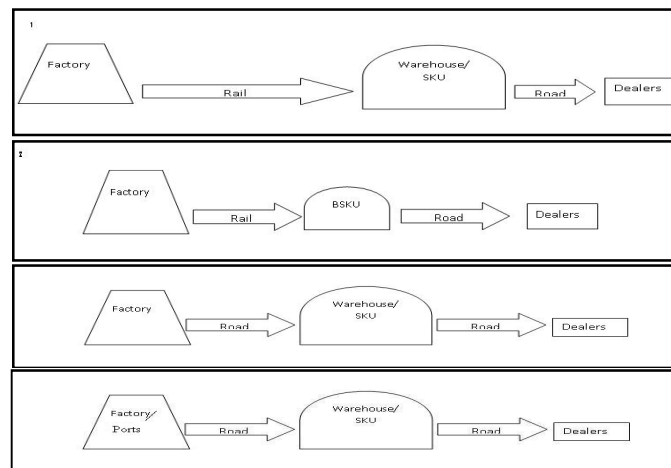 1
Factory
Rail
Warehouse/
SKU
Road
Dealers
Factory
Rail
BSKU
Road
Dealers
Factory
Road
Warehouse/
SKU
Road
Dealers
Factory/
Ports
Road
Warehouse/
SKU
Road
Dealers